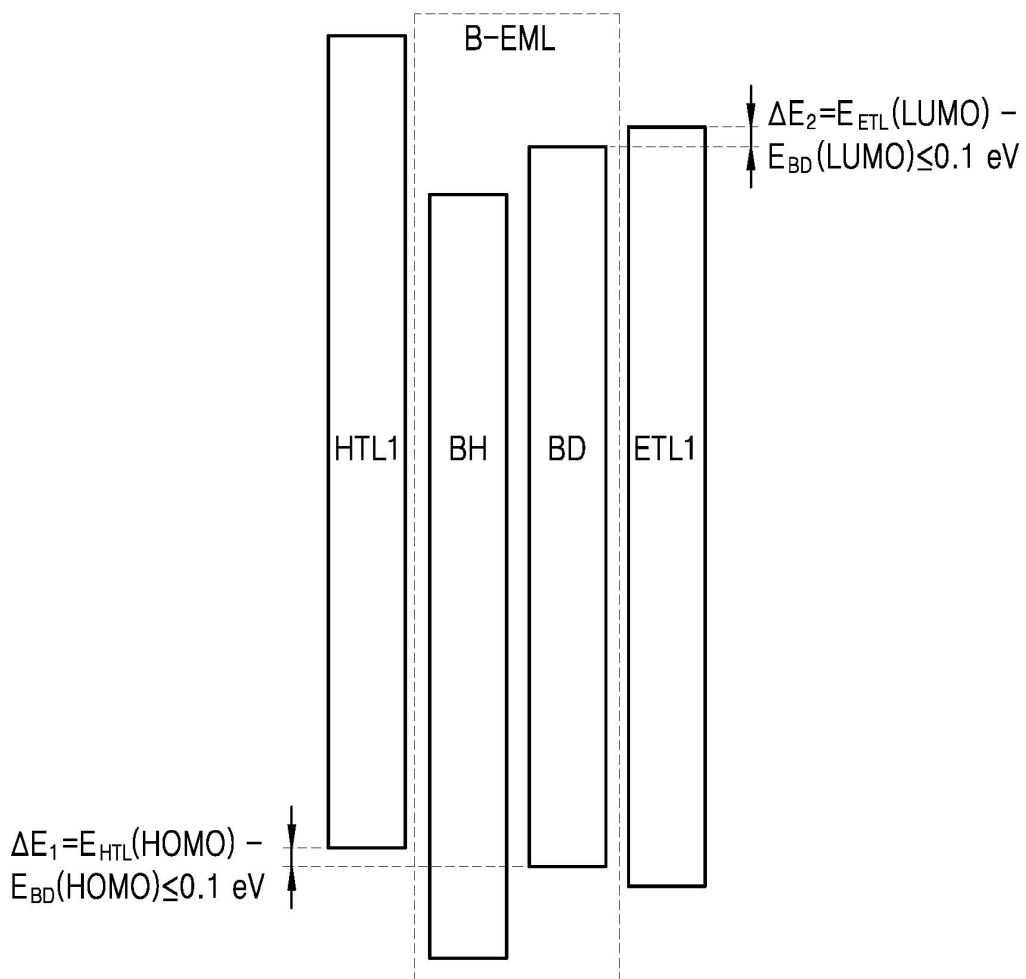 B-EML
ΔE₂=E_ETL(LUMO) -
E_BD(LUMO)≤0.1 eV
HTL1
BH
BD
ETL1
ΔE₁=E_HTL(HOMO) -
E_BD(HOMO)≤0.1 eV